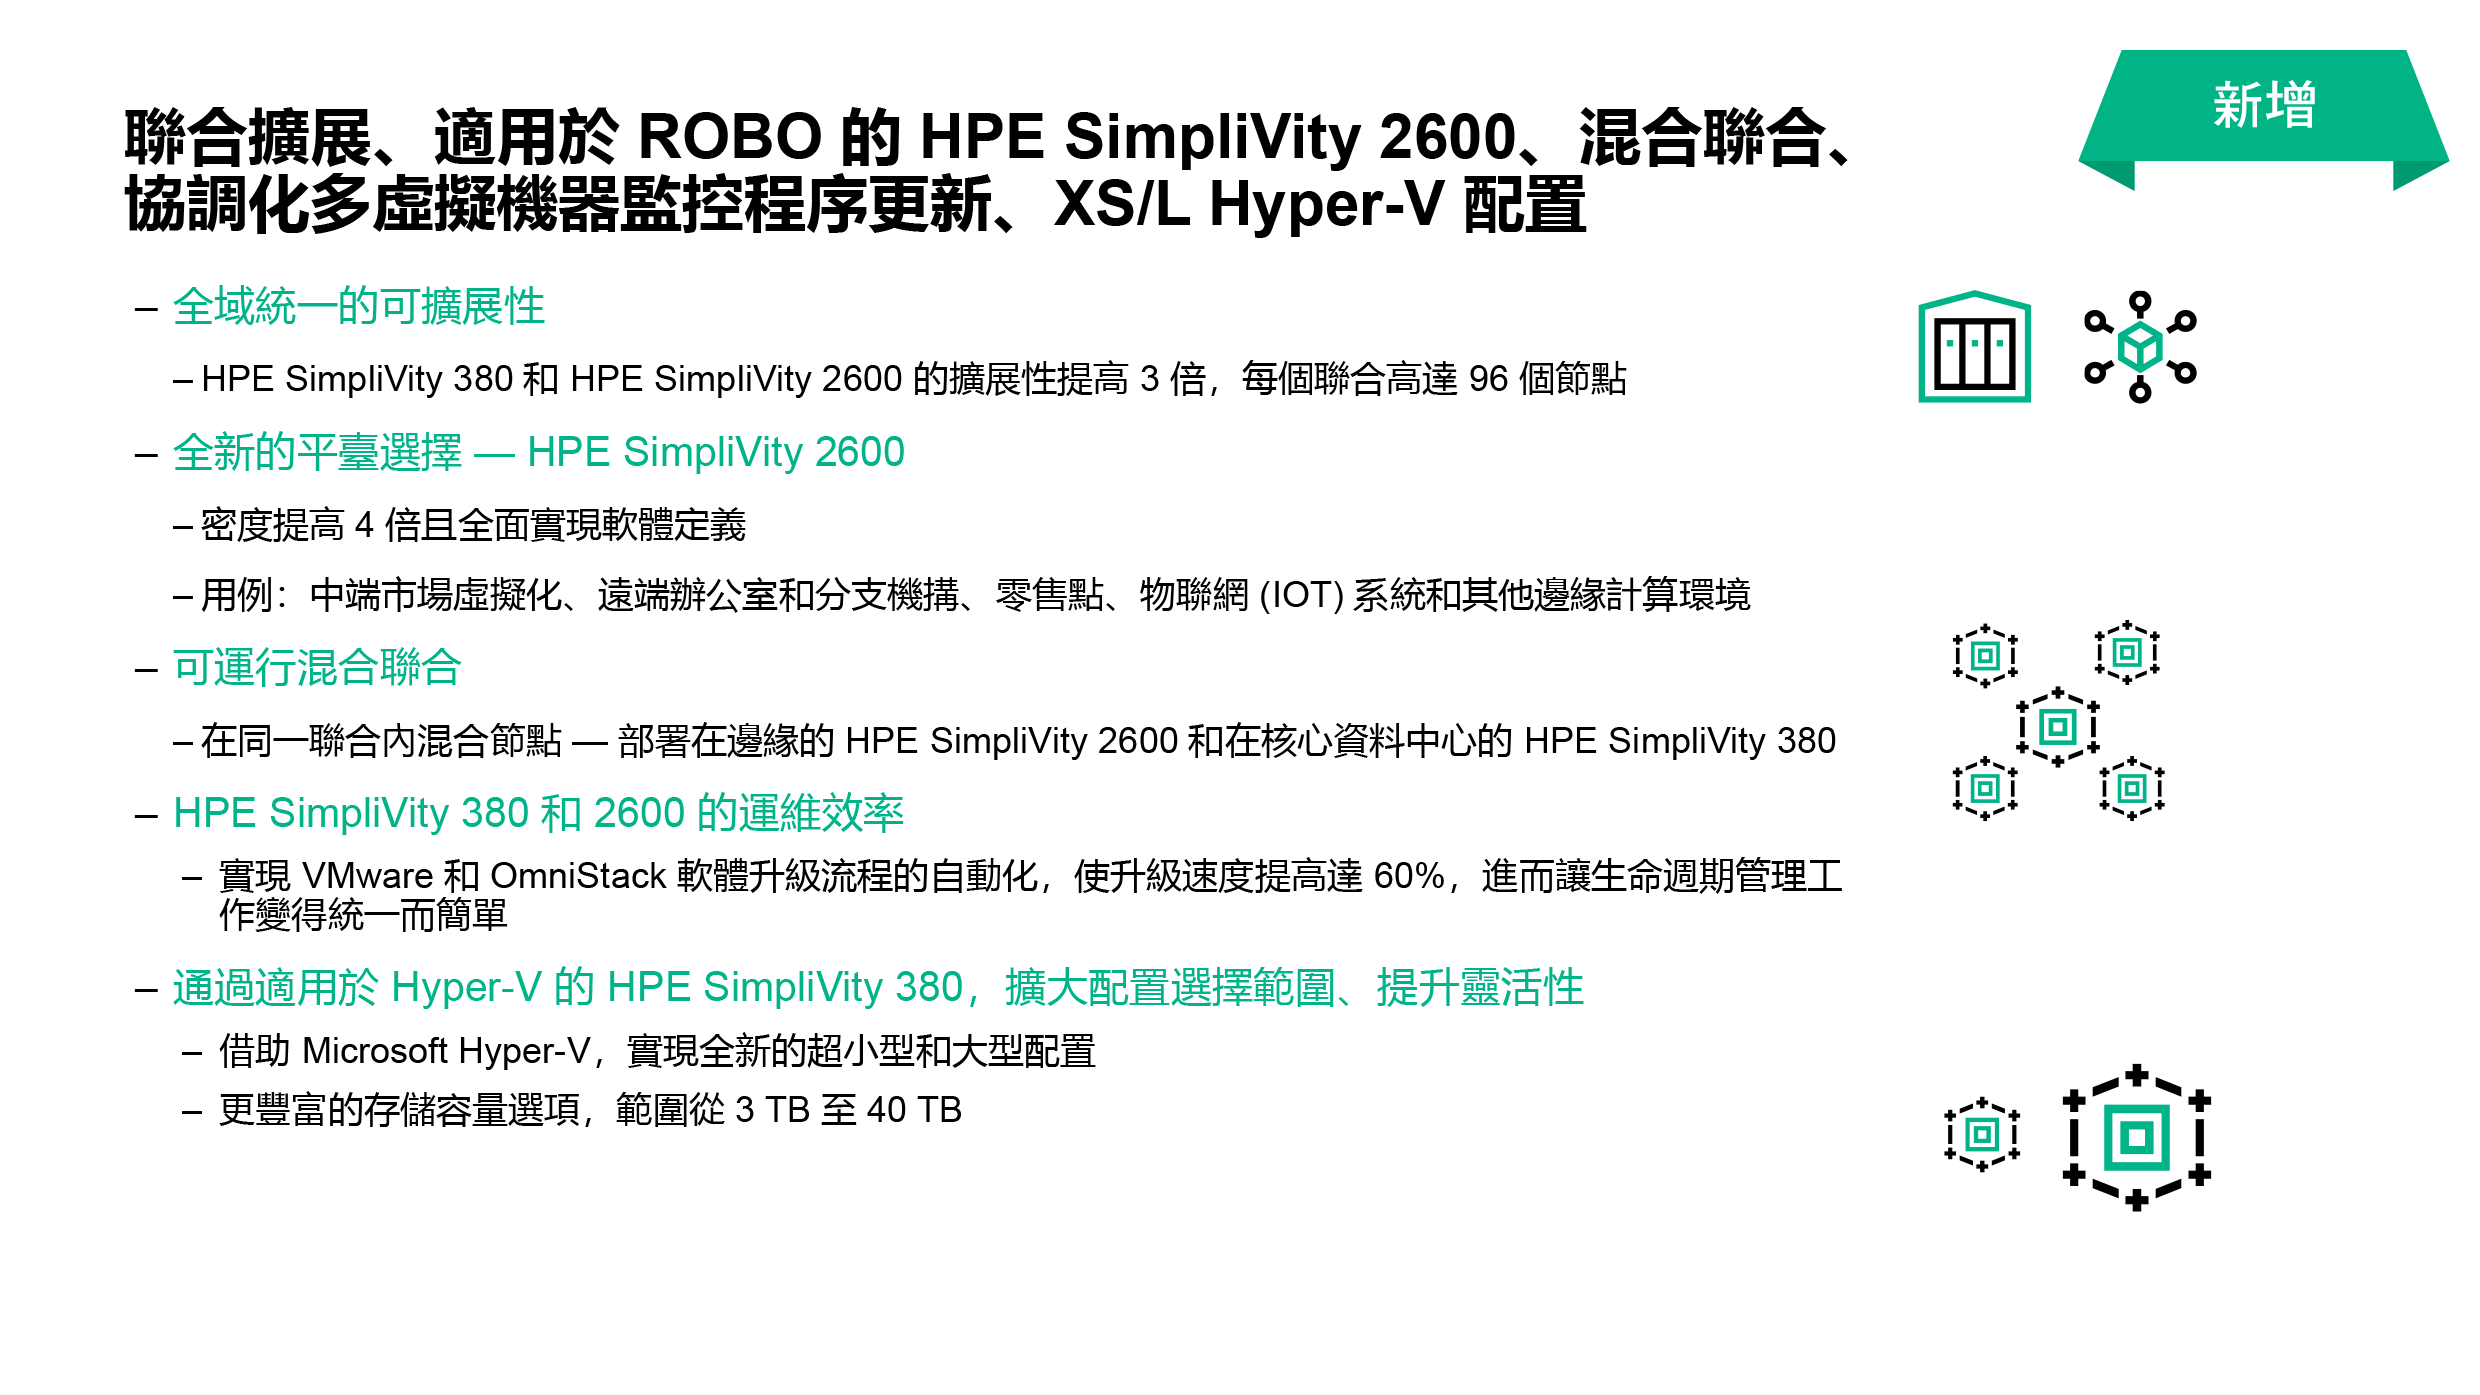 新增
聯合擴展、適用於 ROBO 的 HPE SimpliVity 2600、混合聯合、
協調化多虛擬機器監控程序更新、XS/L Hyper-V 配置
– 全域統一的可擴展性
– HPE SimpliVity 380 和 HPE SimpliVity 2600 的擴展性提高 3 倍，每個聯合高達 96 個節點
– 全新的平臺選擇 — HPE SimpliVity 2600
– 密度提高 4 倍且全面實現軟體定義
– 用例：中端市場虛擬化、遠端辦公室和分支機搆、零售點、物聯網 (IOT) 系統和其他邊緣計算環境
– 可運行混合聯合
– 在同一聯合內混合節點 — 部署在邊緣的 HPE SimpliVity 2600 和在核心資料中心的 HPE SimpliVity 380
– HPE SimpliVity 380 和 2600 的運維效率
– 實現 VMware 和 OmniStack 軟體升級流程的自動化，使升級速度提高達 60%，進而讓生命週期管理工
作變得統一而簡單
– 通過適用於 Hyper-V 的 HPE SimpliVity 380，擴大配置選擇範圍、提升靈活性
– 借助 Microsoft Hyper-V，實現全新的超小型和大型配置
– 更豐富的存儲容量選項，範圍從 3 TB 至 40 TB